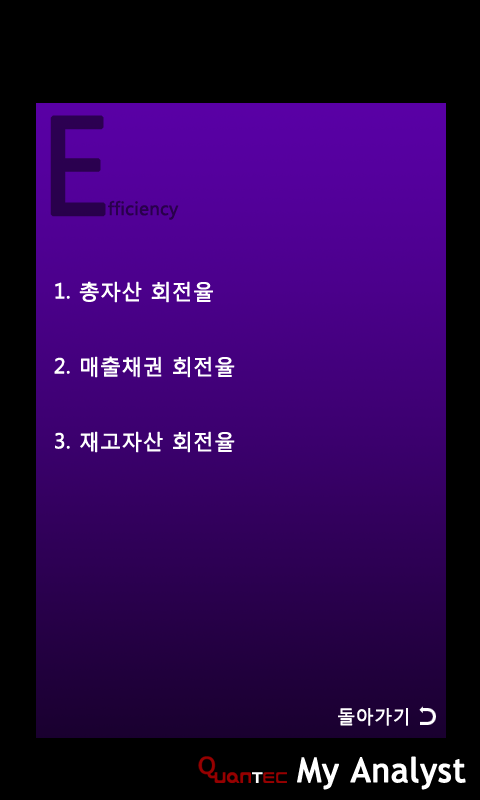 Efficiency
1. 총자산 회전율
2. 매출채권 회전율
3. 재고자산 회전율
돌아가기
QUANTEC My Analyst